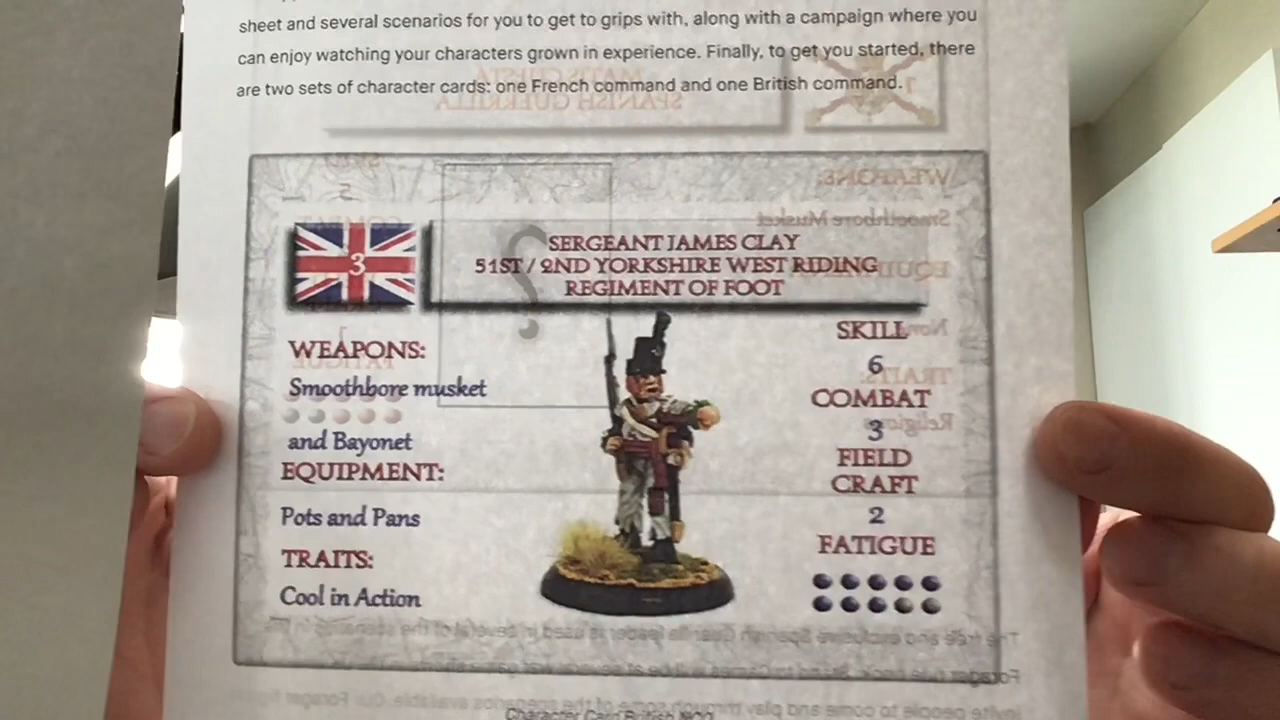 sheet and several scenarios for you to get to grips with, along with a campaign where you
can enjoy watching your characters grown in experience. Finally, to get you started, there
are two sets of character cards: one French command and one British command.
3
SERGEANT JAMES CLAY
51ST / 2ND YORKSHIRE WEST RIDING
REGIMENT OF FOOT
WEAPONS:
Smoothbore musket
and Bayonet
EQUIPMENT:
Pots and Pans
TRAITS:
Cool in Action
SKILL
6
COMBAT
3
FIELD
CRAFT
2
FATIGUE
Character Card British